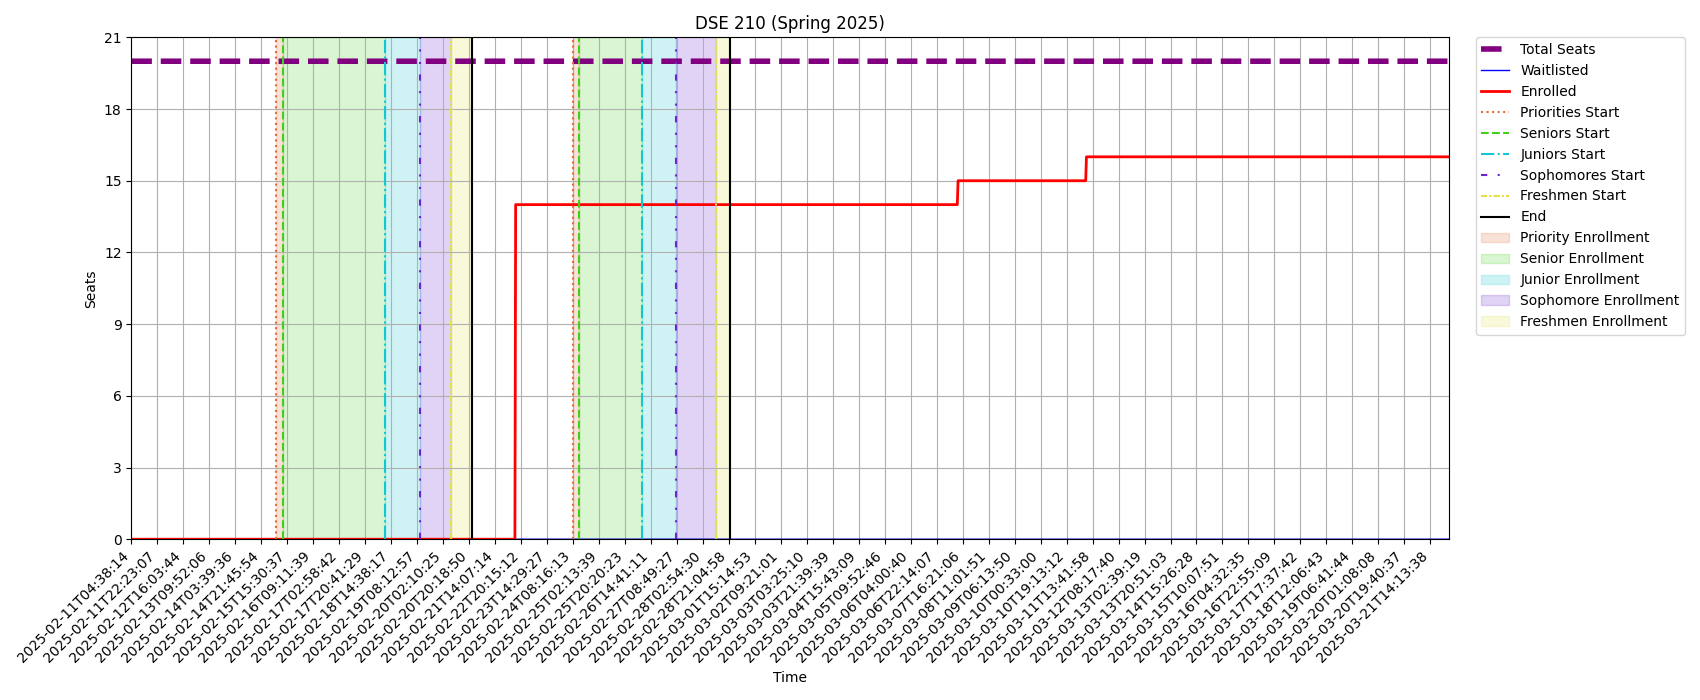 DSE 210 (Spring 2025)
21
18
15
12
9
6
3
0
Seats
2025-02-11T04:38:14
2025-02-11T22:23:07
2025-02-12T16:03:44
2025-02-13T09:52:06
2025-02-14T03:39:36
2025-02-14T21:45:54
2025-02-15T15:30:37
2025-02-16T09:11:39
2025-02-17T02:58:42
2025-02-17T20:41:29
2025-02-18T14:38:17
2025-02-19T08:12:57
2025-02-20T02:10:25
2025-02-20T20:18:50
2025-02-21T14:07:14
2025-02-22T20:15:12
2025-02-23T14:29:27
2025-02-24T08:16:13
2025-02-25T02:13:39
2025-02-25T20:20:23
2025-02-26T14:41:11
2025-02-27T08:49:27
2025-02-28T02:54:30
2025-02-28T21:04:58
2025-03-01T15:14:53
2025-03-02T09:21:01
2025-03-03T03:25:10
2025-03-03T21:39:39
2025-03-04T15:43:09
2025-03-05T09:52:46
2025-03-06T04:00:40
2025-03-06T22:14:07
2025-03-07T16:21:06
2025-03-08T11:01:51
2025-03-09T06:13:50
2025-03-10T00:33:00
2025-03-10T19:13:12
2025-03-11T13:41:58
2025-03-12T08:17:40
2025-03-13T02:39:19
2025-03-13T20:51:03
2025-03-14T15:26:28
2025-03-15T10:07:51
2025-03-16T04:32:35
2025-03-16T22:55:09
2025-03-17T17:37:42
2025-03-18T12:06:43
2025-03-19T06:41:44
2025-03-20T01:08:08
2025-03-20T19:40:37
2025-03-21T14:13:38
Time
Total Seats
Waitlisted
Enrolled
Priorities Start
Seniors Start
Juniors Start
Sophomores Start
Freshmen Start
End
Priority Enrollment
Senior Enrollment
Junior Enrollment
Sophomore Enrollment
Freshmen Enrollment